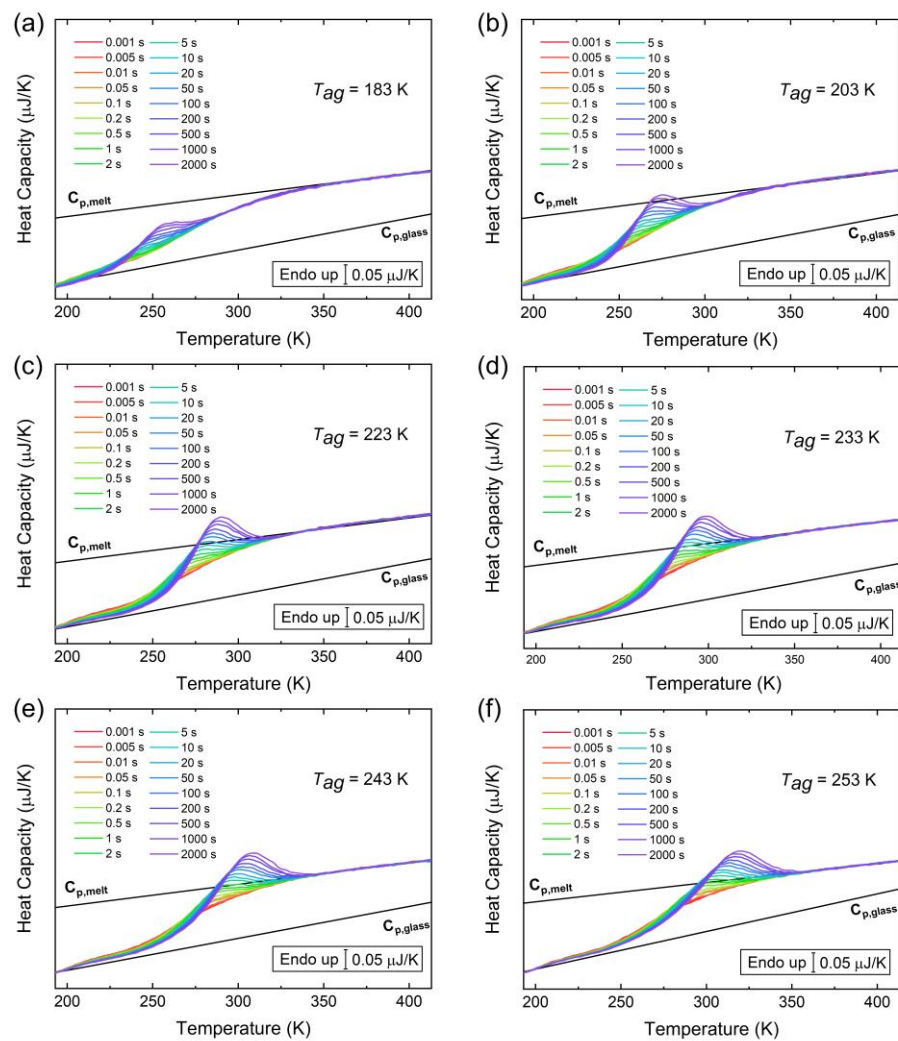 (a)
0.001 s 5 s
0.005 s 10 s
0.01 s 20 s
0.05 s 50 s
0.1 s 100 s
0.2 s 200 s
0.5 s 500 s
1 s 1000 s
2 s 2000 s
Tag = 183 K
Cp,melt
Cp,glass
Endo up 0.05 µJ/K
Heat Capacity (µJ/K)
200 250 300 350 400
Temperature (K)
(b)
0.001 s 5 s
0.005 s 10 s
0.01 s 20 s
0.05 s 50 s
0.1 s 100 s
0.2 s 200 s
0.5 s 500 s
1 s 1000 s
2 s 2000 s
Tag = 203 K
Cp,melt
Cp,glass
Endo up 0.05 µJ/K
Heat Capacity (µJ/K)
200 250 300 350 400
Temperature (K)
(c)
0.001 s 5 s
0.005 s 10 s
0.01 s 20 s
0.05 s 50 s
0.1 s 100 s
0.2 s 200 s
0.5 s 500 s
1 s 1000 s
2 s 2000 s
Tag = 223 K
Cp,melt
Cp,glass
Endo up 0.05 µJ/K
Heat Capacity (µJ/K)
200 250 300 350 400
Temperature (K)
(d)
0.001 s 5 s
0.005 s 10 s
0.01 s 20 s
0.05 s 50 s
0.1 s 100 s
0.2 s 200 s
0.5 s 500 s
1 s 1000 s
2 s 2000 s
Tag = 233 K
Cp,melt
Cp,glass
Endo up 0.05 µJ/K
Heat Capacity (µJ/K)
200 250 300 350 400
Temperature (K)
(e)
0.001 s 5 s
0.005 s 10 s
0.01 s 20 s
0.05 s 50 s
0.1 s 100 s
0.2 s 200 s
0.5 s 500 s
1 s 1000 s
2 s 2000 s
Tag = 243 K
Cp,melt
Cp,glass
Endo up 0.05 µJ/K
Heat Capacity (µJ/K)
200 250 300 350 400
Temperature (K)
(f)
0.001 s 5 s
0.005 s 10 s
0.01 s 20 s
0.05 s 50 s
0.1 s 100 s
0.2 s 200 s
0.5 s 500 s
1 s 1000 s
2 s 2000 s
Tag = 253 K
Cp,melt
Cp,glass
Endo up 0.05 µJ/K
Heat Capacity (µJ/K)
200 250 300 350 400
Temperature (K)